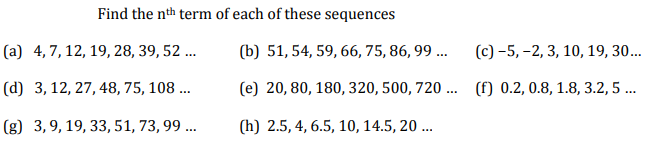 Find the nᵗʰ term of each of these sequences
(a) 4, 7, 12, 19, 28, 39, 52 ... (b) 51, 54, 59, 66, 75, 86, 99 ... (c) −5, −2, 3, 10, 19, 30...
(d) 3, 12, 27, 48, 75, 108 ... (e) 20, 80, 180, 320, 500, 720 ... (f) 0.2, 0.8, 1.8, 3.2, 5 ...
(g) 3, 9, 19, 33, 51, 73, 99 ... (h) 2.5, 4, 6.5, 10, 14.5, 20 ...